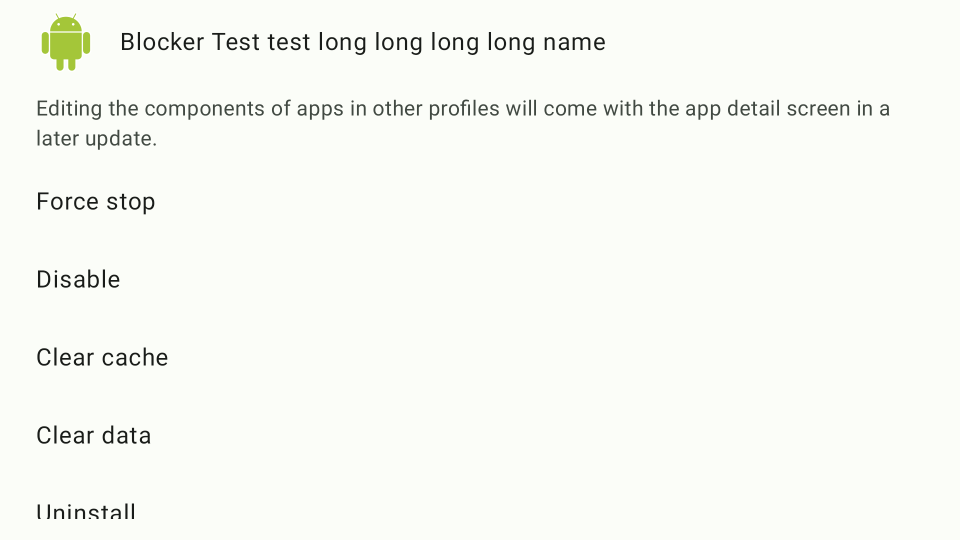 Blocker Test test long long long long name
Editing the components of apps in other profiles will come with the app detail screen in a
later update.
Force stop
Disable
Clear cache
Clear data
Uninstall